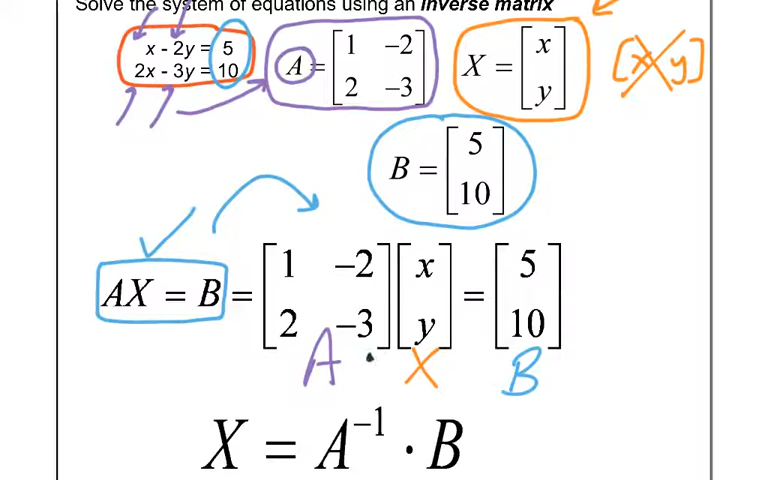 Solve the system of equations using an inverse matrix
x - 2y = 5
2x - 3y = 10
A = [1 −2
2 −3]
X = [x
y]
[x y]
B = [5
10]
AX = B = [1 −2
2 −3] [x
y] = [5
10]
A · X B
X = A⁻¹ · B